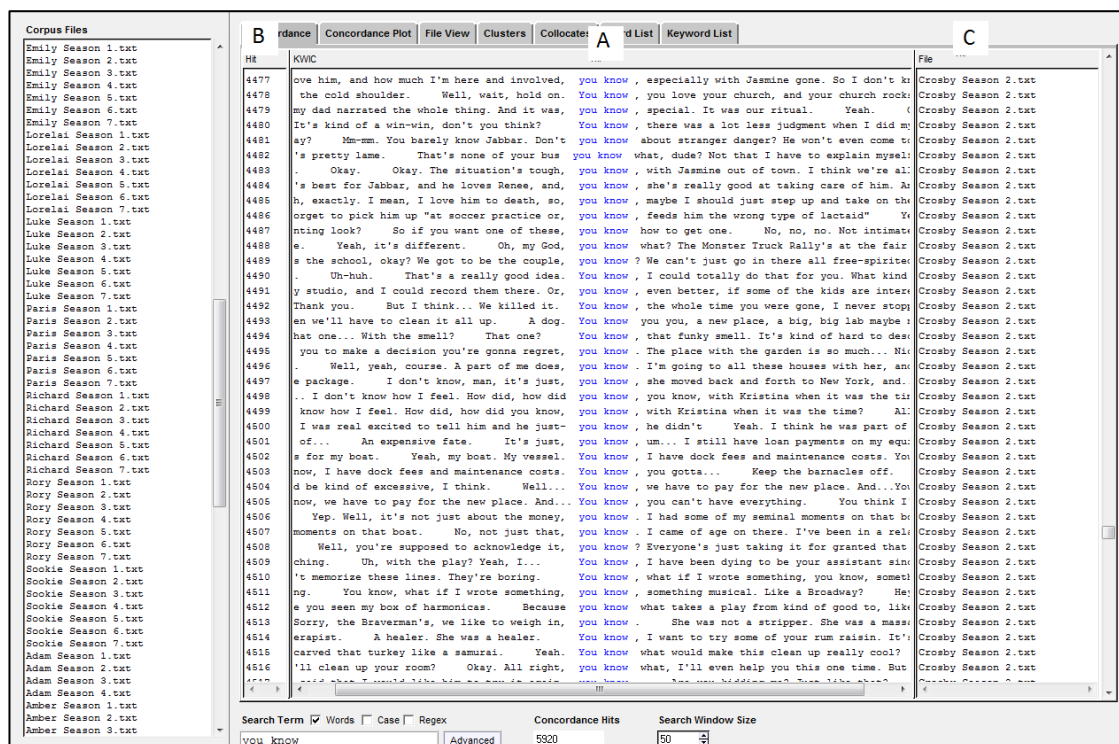 Corpus Files
Emily Season 1.txt
Emily Season 2.txt
Emily Season 3.txt
Emily Season 4.txt
Emily Season 5.txt
Emily Season 6.txt
Emily Season 7.txt
Lorelai Season 1.txt
Lorelai Season 2.txt
Lorelai Season 3.txt
Lorelai Season 4.txt
Lorelai Season 5.txt
Lorelai Season 6.txt
Lorelai Season 7.txt
Luke Season 1.txt
Luke Season 2.txt
Luke Season 3.txt
Luke Season 4.txt
Luke Season 5.txt
Luke Season 6.txt
Luke Season 7.txt
Paris Season 1.txt
Paris Season 2.txt
Paris Season 3.txt
Paris Season 4.txt
Paris Season 5.txt
Paris Season 6.txt
Paris Season 7.txt
Richard Season 1.txt
Richard Season 2.txt
Richard Season 3.txt
Richard Season 4.txt
Richard Season 5.txt
Richard Season 6.txt
Richard Season 7.txt
Rory Season 1.txt
Rory Season 2.txt
Rory Season 3.txt
Rory Season 4.txt
Rory Season 5.txt
Rory Season 6.txt
Rory Season 7.txt
Sookie Season 1.txt
Sookie Season 2.txt
Sookie Season 3.txt
Sookie Season 4.txt
Sookie Season 5.txt
Sookie Season 6.txt
Sookie Season 7.txt
Adam Season 1.txt
Adam Season 2.txt
Adam Season 3.txt
Adam Season 4.txt
Amber Season 1.txt
Amber Season 2.txt
Amber Season 3.txt
B dance Concordance Plot File View Clusters Collocates A rd List Keyword List C
Hit KWIC File
4477 ove him, and how much I'm here and involved, you know , especially with Jasmine gone. So I don't k Crosby Season 2.txt
4478 the cold shoulder. Well, wait, hold on. You know , you love your church, and your church rocks Crosby Season 2.txt
4479 my dad narrated the whole thing. And it was, you know , special. It was our ritual. Yeah. Crosby Season 2.txt
4480 It's kind of a win-win, don't you think? You know , there was a lot less judgment when I did my Crosby Season 2.txt
4481 ay? Mm-mm. You barely know Jabbar. Don't you know about stranger danger? He won't even come to Crosby Season 2.txt
4482 's pretty lame. That's none of your bus you know what, dude? Not that I have to explain mysel Crosby Season 2.txt
4483 . Okay. Okay. The situation's tough, you know , with Jasmine out of town. I think we're all Crosby Season 2.txt
4484 's best for Jabbar, and he loves Renee, and, you know , she's really good at taking care of him. Crosby Season 2.txt
4485 h, exactly. I mean, I love him to death, so, you know , maybe I should just step up and take on the Crosby Season 2.txt
4486 orget to pick him up "at soccer practice or, you know , feeds him the wrong type of lactaid" Ye Crosby Season 2.txt
4487 nting look? So if you want one of these, you know how to get one. No, no, no. Not intimate Crosby Season 2.txt
4488 e. Yeah, it's different. Oh, my God, you know what? The Monster Truck Rally's at the fair Crosby Season 2.txt
4489 s the school, okay? We got to be the couple, you know ? We can't just go in there all free-spirited Crosby Season 2.txt
4490 . Uh-huh. That's a really good idea. You know , I could totally do that for you. What kind Crosby Season 2.txt
4491 y studio, and I could record them there. Or, you know , even better, if some of the kids are inter Crosby Season 2.txt
4492 Thank you. But I think... We killed it. You know , the whole time you were gone, I never stop Crosby Season 2.txt
4493 en we'll have to clean it all up. A dog. You know you you, a new place, a big, big lab maybe Crosby Season 2.txt
4494 hat one... With the smell? That one? You know , that funky smell. It's kind of hard to des Crosby Season 2.txt
4495 you to make a decision you're gonna regret, you know . The place with the garden is so much... Crosby Season 2.txt
4496 . Well, yeah, course. A part of me does, you know . I'm going to all these houses with her, and Crosby Season 2.txt
4497 e package. I don't know, man, it's just, you know , she moved back and forth to New York, and.. Crosby Season 2.txt
4498 .. I don't know how I feel. How did, how did you know , you know, with Kristina when it was the ti Crosby Season 2.txt
4499 know how I feel. How did, how did you know, you know , with Kristina when it was the time? Al Crosby Season 2.txt
4500 I was real excited to tell him and he just- you know , he didn't Yeah. I think he was part of Crosby Season 2.txt
4501 of... An expensive fate. It's just, you know , um... I still have loan payments on my equ Crosby Season 2.txt
4502 s for my boat. Yeah, my boat. My vessel. You know , I have dock fees and maintenance costs. You Crosby Season 2.txt
4503 now, I have dock fees and maintenance costs. You know , you gotta... Keep the barnacles off. Crosby Season 2.txt
4504 d be kind of excessive, I think. Well... You know , we have to pay for the new place. And...You Crosby Season 2.txt
4505 now, we have to pay for the new place. And... You know , you can't have everything. You think I Crosby Season 2.txt
4506 Yep. Well, it's not just about the money, you know . I had some of my seminal moments on that bo Crosby Season 2.txt
4507 moments on that boat. No, not just that, you know . I came of age on there. I've been in a rel Crosby Season 2.txt
4508 Well, you're supposed to acknowledge it, you know ? Everyone's just taking it for granted that Crosby Season 2.txt
4509 ching. Uh, with the play? Yeah, I... You know , I have been dying to be your assistant sin Crosby Season 2.txt
4510 't memorize these lines. They're boring. You know , what if I wrote something, you know, somet Crosby Season 2.txt
4511 ng. You know, what if I wrote something, you know , something musical. Like a Broadway? He Crosby Season 2.txt
4512 e you seen my box of harmonicas. Because you know what takes a play from kind of good to, lik Crosby Season 2.txt
4513 Sorry, the Braverman's, we like to weigh in, you know . She was not a stripper. She was a mass Crosby Season 2.txt
4514 erapist. A healer. She was a healer. You know , I want to try some of your rum raisin. It's Crosby Season 2.txt
4515 carved that turkey like a samurai. Yeah. You know what would make this clean up really cool? Crosby Season 2.txt
4516 'll clean up your room? Okay. All right, you know what, I'll even help you this one time. But Crosby Season 2.txt
Search Term Words Case Regex Concordance Hits Search Window Size
you know Advanced 5920 50